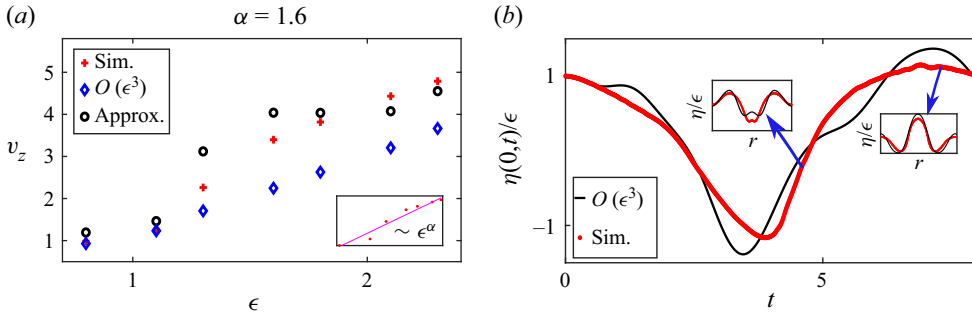 (a)
α = 1.6
5
4
3
2
1
v_z
Sim.
O (ϵ³)
Approx.
∼ ϵ^α
1
2
ϵ
(b)
1
−1
η(0,t)/ϵ
η/ϵ
r
η/ϵ
r
O (ϵ³)
Sim.
0
5
t